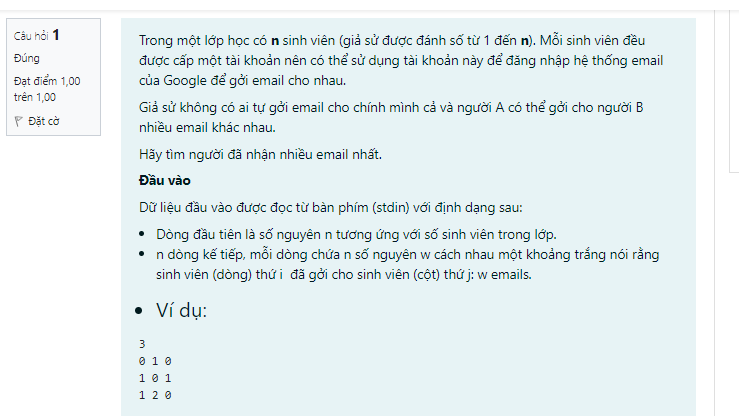 Câu hỏi 1
Đúng
Đạt điểm 1,00
trên 1,00
Đặt cờ
Trong một lớp học có n sinh viên (giả sử được đánh số từ 1 đến n). Mỗi sinh viên đều
được cấp một tài khoản nên có thể sử dụng tài khoản này để đăng nhập hệ thống email
của Google để gởi email cho nhau.
Giả sử không có ai tự gởi email cho chính mình cả và người A có thể gởi cho người B
nhiều email khác nhau.
Hãy tìm người đã nhận nhiều email nhất.
Đầu vào
Dữ liệu đầu vào được đọc từ bàn phím (stdin) với định dạng sau:
• Dòng đầu tiên là số nguyên n tương ứng với số sinh viên trong lớp.
• n dòng kế tiếp, mỗi dòng chứa n số nguyên w cách nhau một khoảng trắng nói rằng
sinh viên (dòng) thứ i đã gởi cho sinh viên (cột) thứ j: w emails.
• Ví dụ:
3
0 1 0
1 0 1
1 2 0